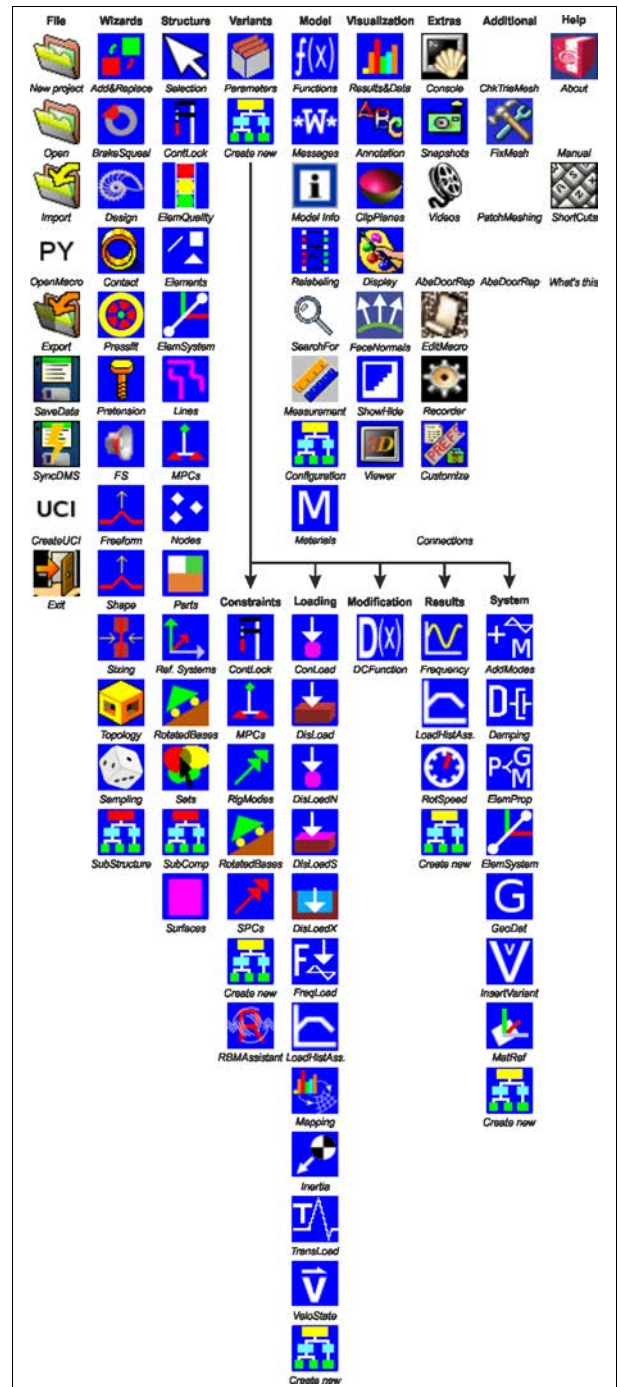 File Wizards Structure Variants Model Visualization Extras Additional Help
f(x)
New project Add&Replace Selection Parameters Functions Results&Data Console ChkTriaMesh About
*W* ABC
Open BrakeSqueal ContLock Create new Messages Annotation Snapshots FixMesh Manual
i
Import Design ElemQuality Model Info ClipPlanes Videos PatchMeshing ShortCuts
PY
OpenMacro Contact Elements Relabeling Display AbaDoorRep AbaDoorRep What's this
Export Pressfit ElemSystem SearchFor FaceNormals EditMacro
SaveData Pretension Lines Measurement ShowHide Recorder
3D PREF
SyncDMS FS MPCs Configuration Viewer Customize
UCI M
CreateUCI Freeform Nodes Materials Connections
Exit Shape Parts Constraints Loading Modification Results System
D(x) M
Sizing Ref. Systems ContLock ConLoad DCFunction Frequency AddModes
D
Topology RotatedBases MPCs DisLoad LoadHistAss. Damping
P G M
Sampling Sets RigModes DisLoadN RotSpeed ElemProp
SubStructure SubComp RotatedBases DisLoadS Create new ElemSystem
G
Surfaces SPCs DisLoadX GeoDat
F V
Create new FreqLoad InsertVariant
R
RBMAssistant LoadHistAss. MatRef
Mapping Create new
Inertia
T
TransLoad
v
VeloState
Create new